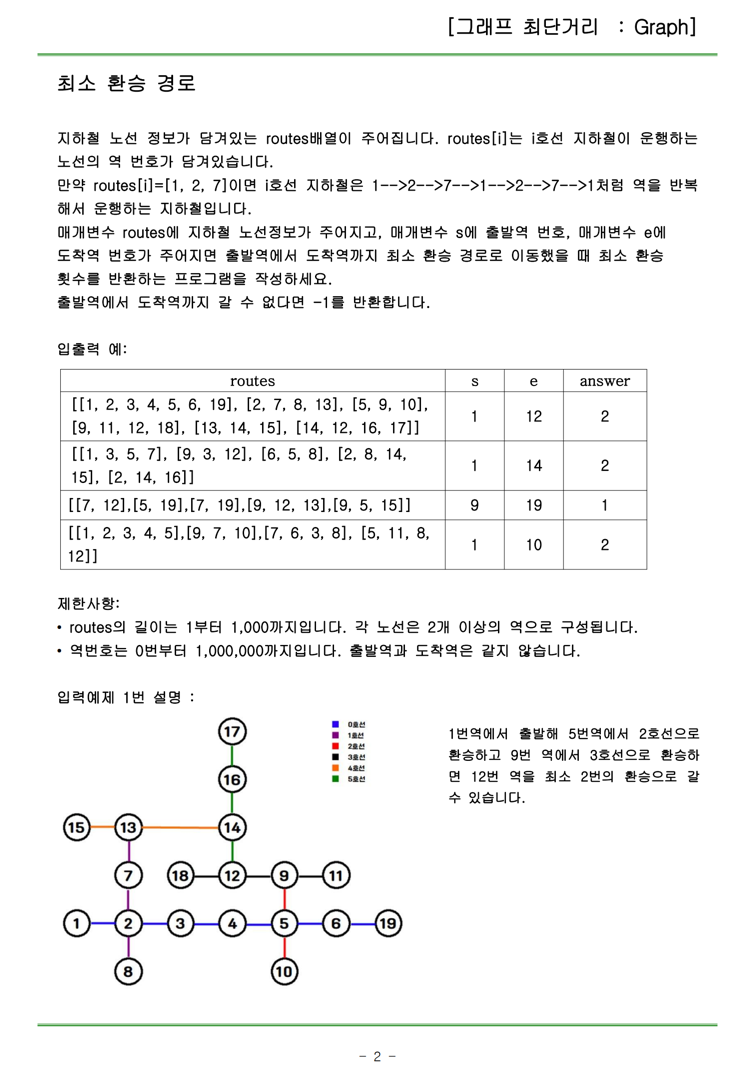 [그래프 최단거리 : Graph]
최소 환승 경로
지하철 노선 정보가 담겨있는 routes배열이 주어집니다. routes[i]는 i호선 지하철이 운행하는
노선의 역 번호가 담겨있습니다.
만약 routes[i]=[1, 2, 7]이면 i호선 지하철은 1-->2-->7-->1-->2-->7-->1처럼 역을 반복
해서 운행하는 지하철입니다.
매개변수 routes에 지하철 노선정보가 주어지고, 매개변수 s에 출발역 번호, 매개변수 e에
도착역 번호가 주어지면 출발역에서 도착역까지 최소 환승 경로로 이동했을 때 최소 환승
횟수를 반환하는 프로그램을 작성하세요.
출발역에서 도착역까지 갈 수 없다면 -1를 반환합니다.
입출력 예:
routes s e answer
[[1, 2, 3, 4, 5, 6, 19], [2, 7, 8, 13], [5, 9, 10],
[9, 11, 12, 18], [13, 14, 15], [14, 12, 16, 17]]
1 12 2
[[1, 3, 5, 7], [9, 3, 12], [6, 5, 8], [2, 8, 14,
15], [2, 14, 16]]
1 14 2
[[7, 12],[5, 19],[7, 19],[9, 12, 13],[9, 5, 15]] 9 19 1
[[1, 2, 3, 4, 5],[9, 7, 10],[7, 6, 3, 8], [5, 11, 8,
12]]
1 10 2
제한사항:
• routes의 길이는 1부터 1,000까지입니다. 각 노선은 2개 이상의 역으로 구성됩니다.
• 역번호는 0번부터 1,000,000까지입니다. 출발역과 도착역은 같지 않습니다.
입력예제 1번 설명 :
17
0호선
1호선
2호선
3호선
4호선
5호선
16
15 13 14
7 18 12 9 11
1 2 3 4 5 6 19
8 10
1번역에서 출발해 5번역에서 2호선으로
환승하고 9번 역에서 3호선으로 환승하
면 12번 역을 최소 2번의 환승으로 갈
수 있습니다.
- 2 -